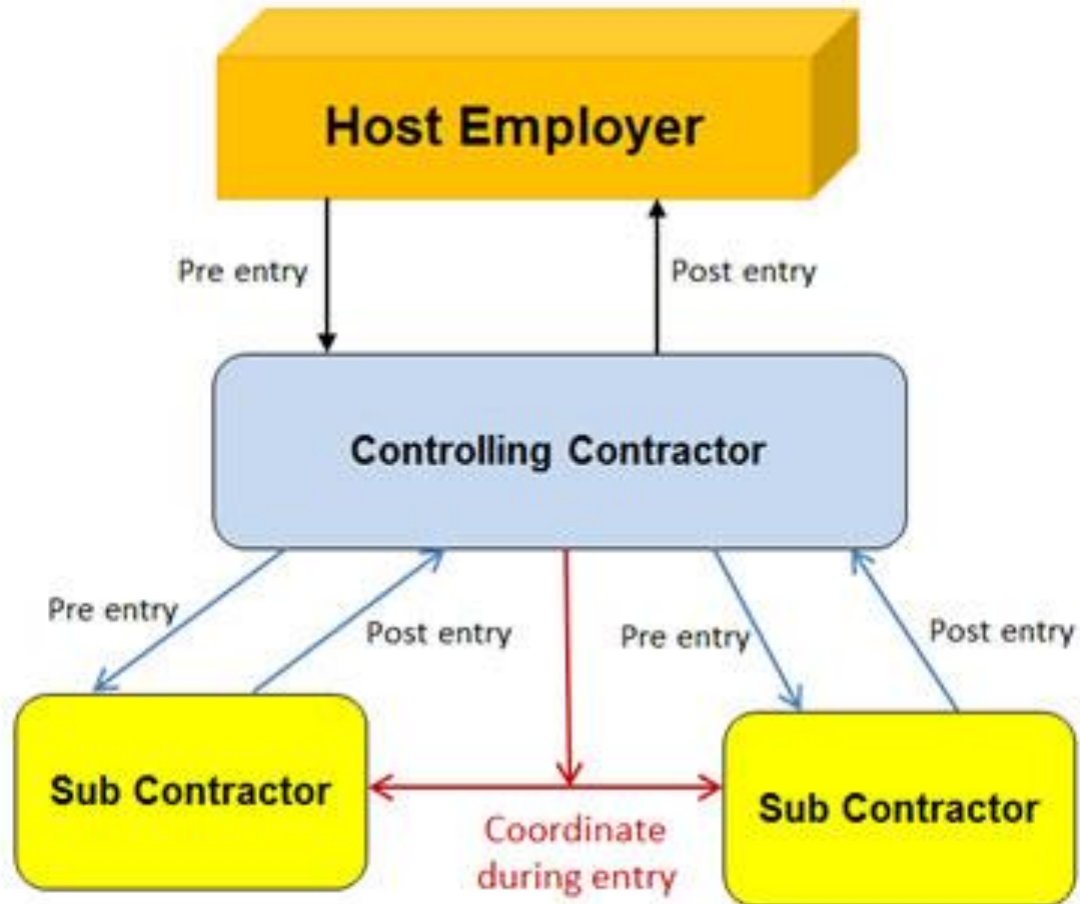 Host Employer
Pre entry
Post entry
Controlling Contractor
Pre entry
Post entry
Pre entry
Post entry
Sub Contractor
Sub Contractor
Coordinate
during entry